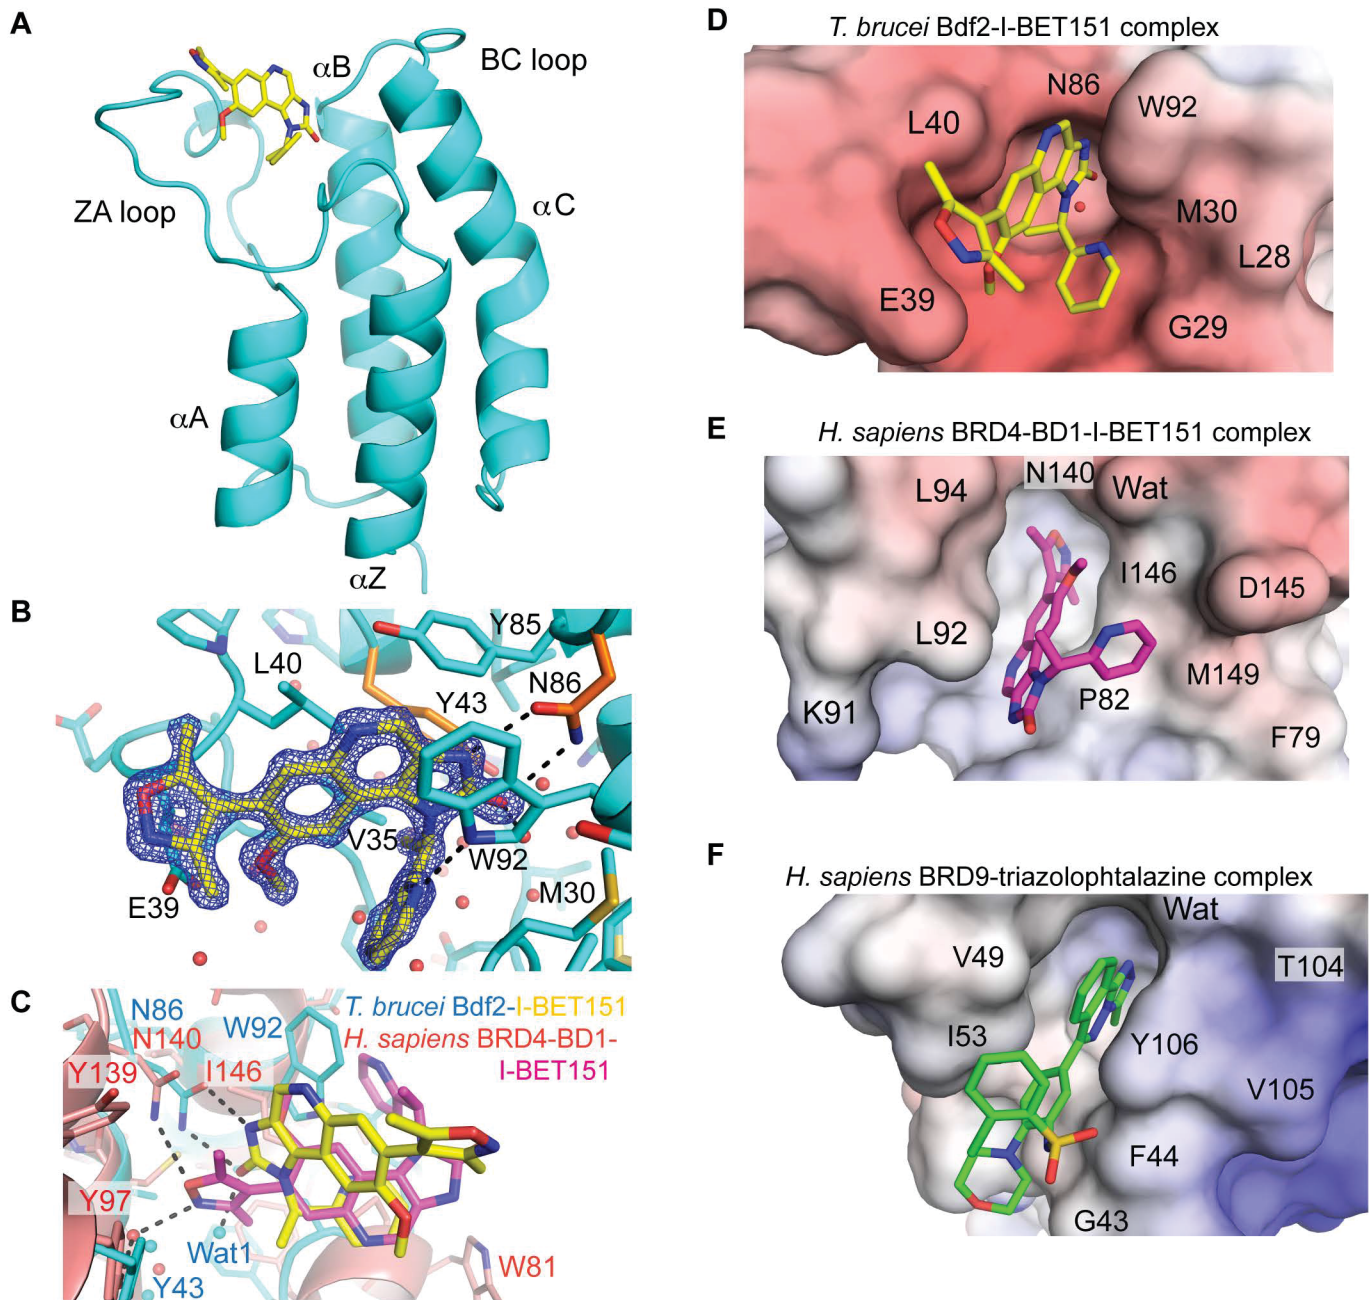 A
αB
BC loop
ZA loop
αC
αA
αZ
B
Y85
L40
N86
Y43
V35
W92
E39
M30
C
N86
T. brucei Bdf2-I-BET151
W92
N140
H. sapiens BRD4-BD1-
Y139
I146
I-BET151
Y97
Wat1
W81
Y43
D
T. brucei Bdf2-I-BET151 complex
N86
W92
L40
M30
L28
E39
G29
E
H. sapiens BRD4-BD1-I-BET151 complex
N140
L94
Wat
I146
D145
L92
M149
P82
K91
F79
F
H. sapiens BRD9-triazolophtalazine complex
Wat
V49
T104
I53
Y106
V105
F44
G43